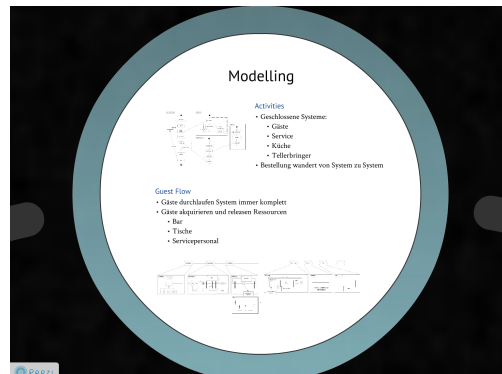 Modelling
Activities
• Geschlossene Systeme:
• Gäste
• Service
• Küche
• Tellerbringer
• Bestellung wandert von System zu System
Guest Flow
• Gäste durchlaufen System immer komplett
• Gäste akquirieren und releasen Ressourcen
• Bar
• Tische
• Servicepersonal
Prezi